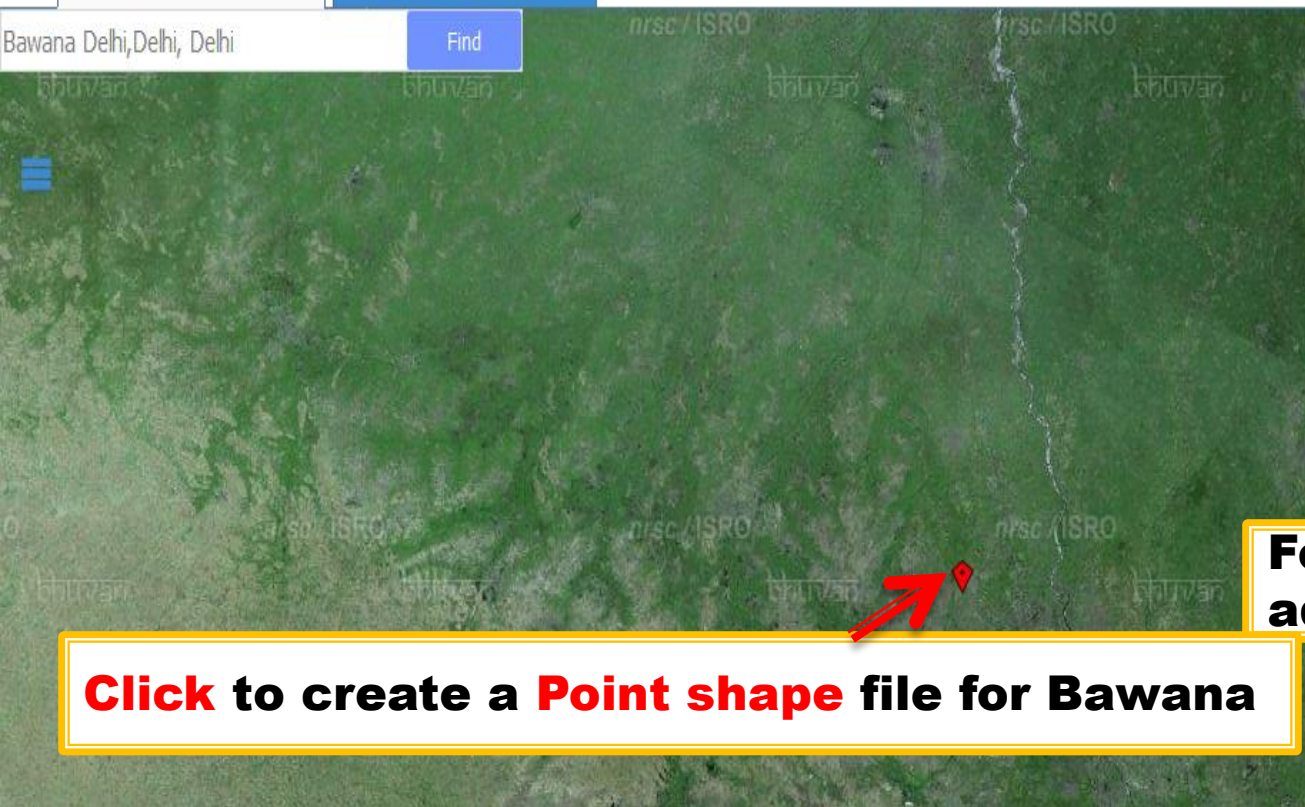 nrsc/ISRO nrsc/ISRO
Bawana Delhi,Delhi, Delhi Find
bhuvan bhuvan bhuvan bhuvan
nrsc/ISRO nrsc/ISRO nrsc/ISRO
bhuvan bhuvan bhuvan bhuvan
Click to create a Point shape file for Bawana